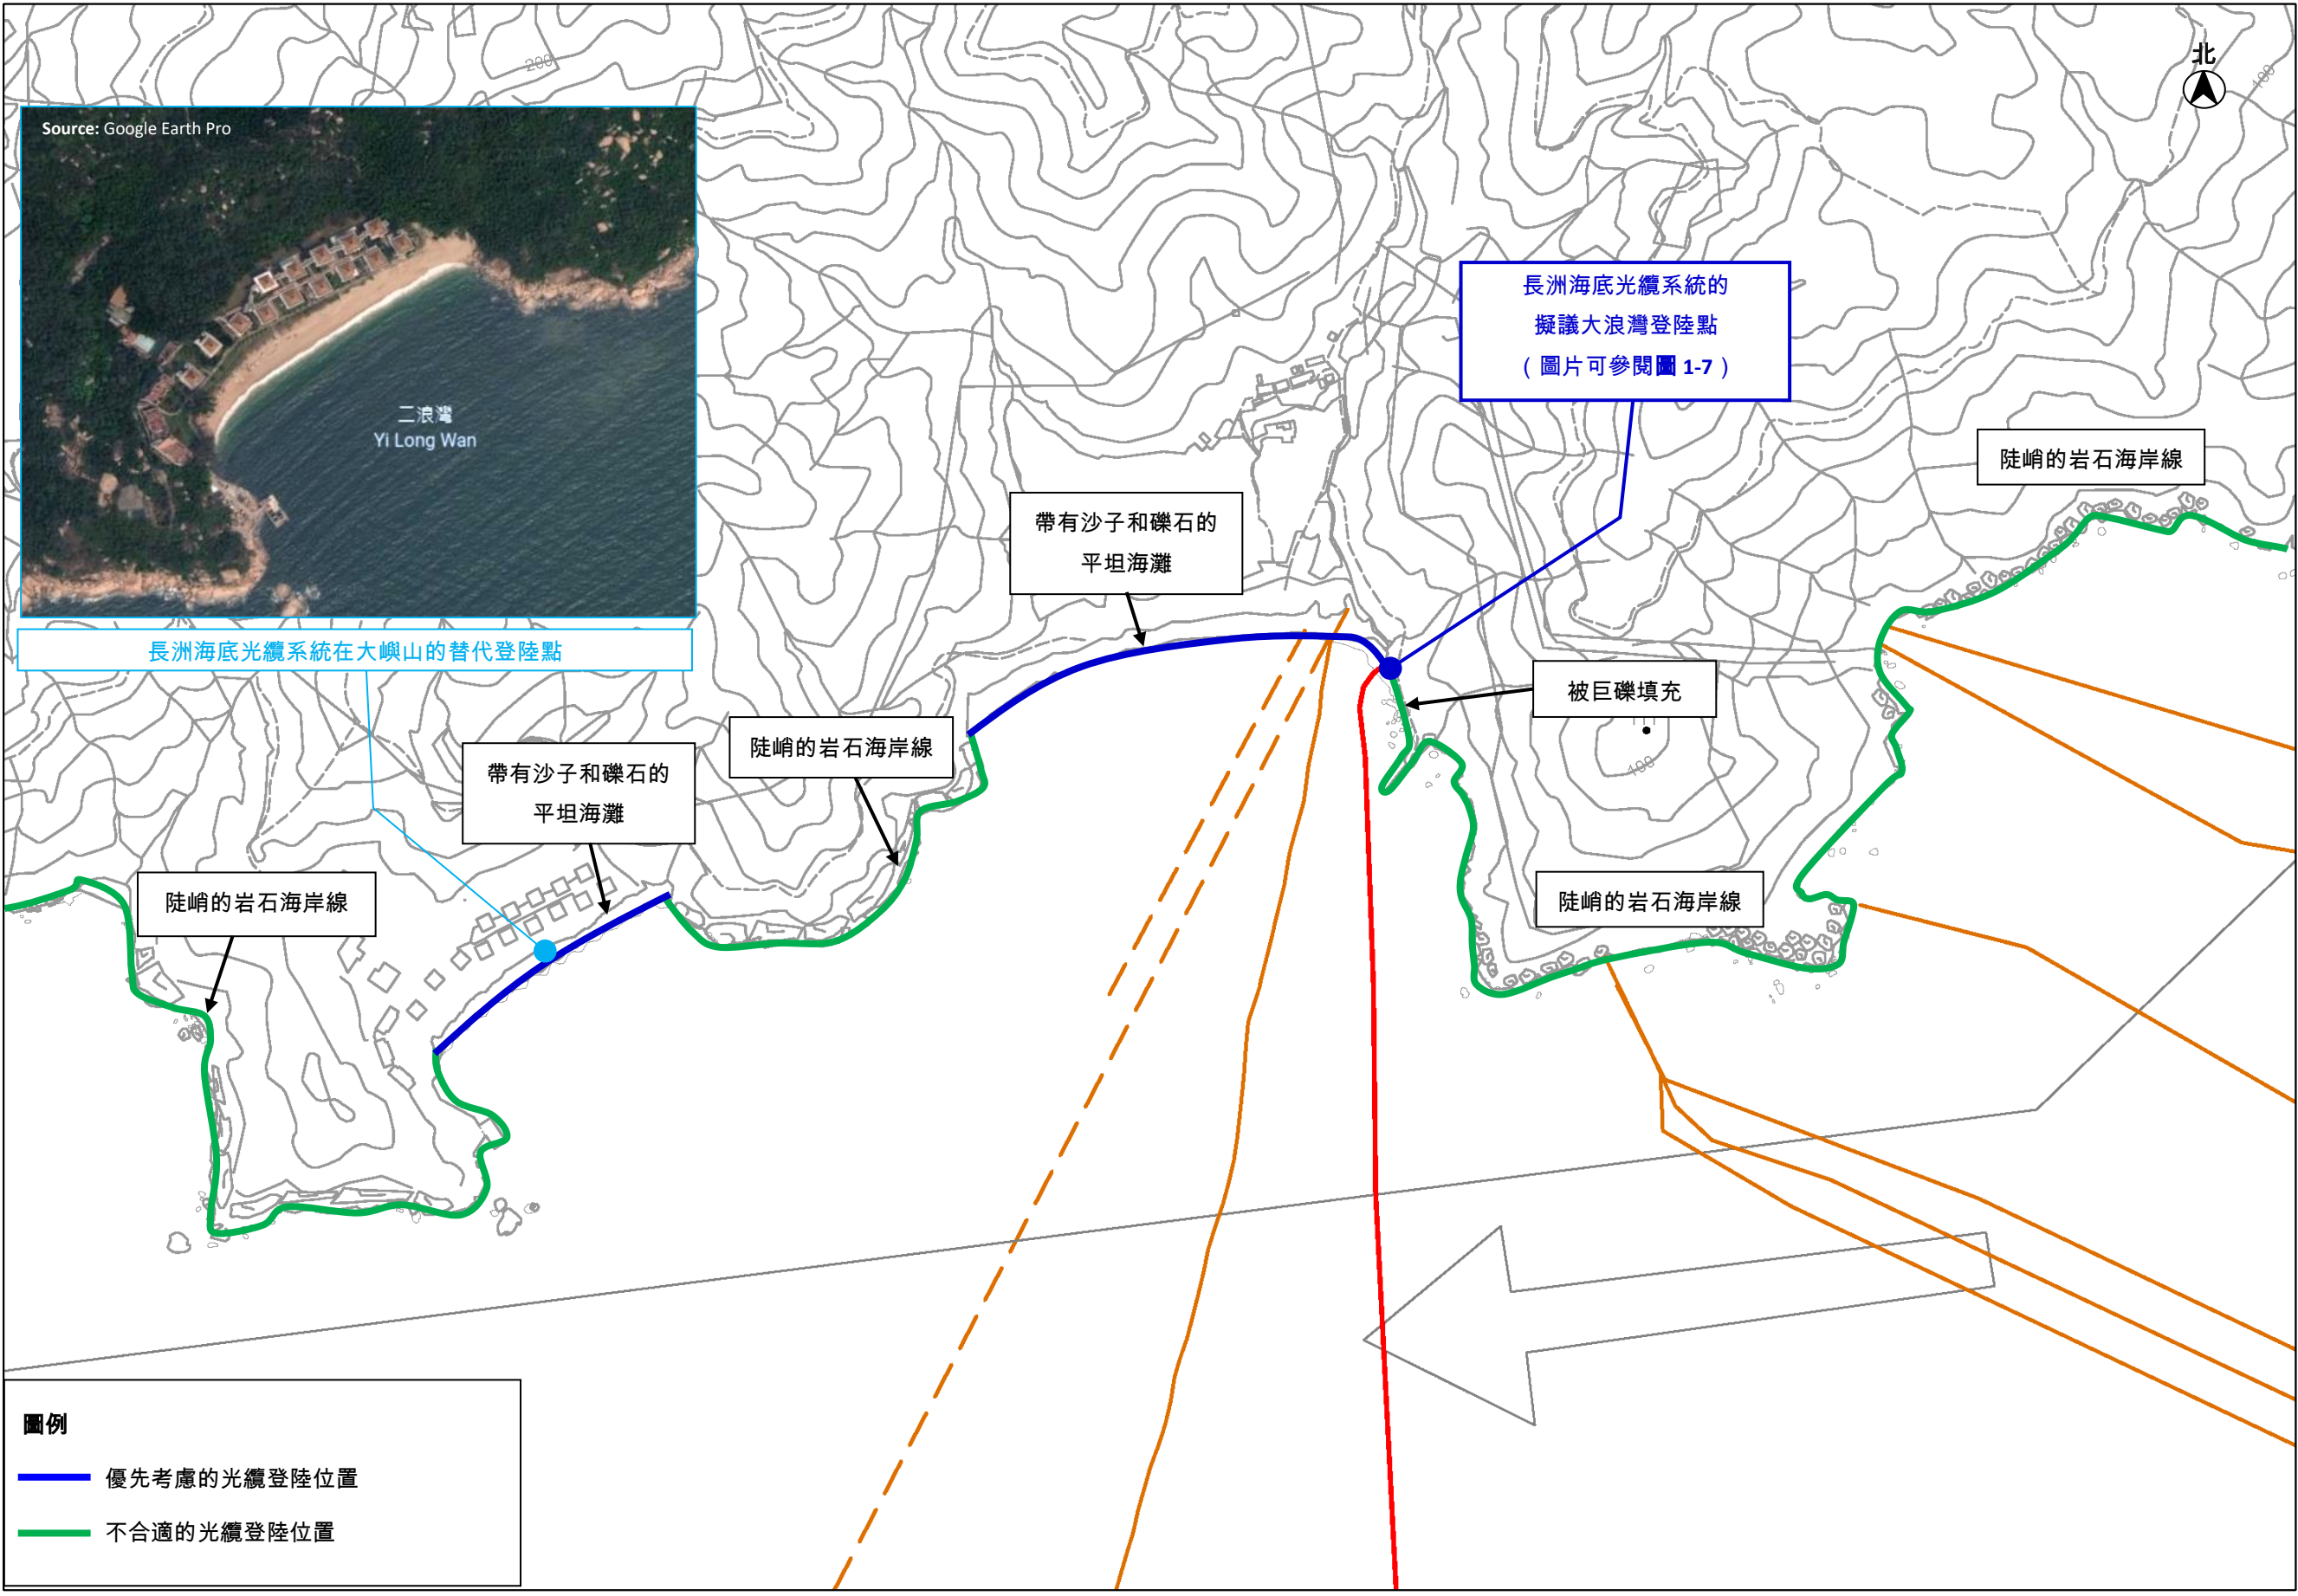 200
北
100
Source: Google Earth Pro
二浪灣
Yi Long Wan
長洲海底光纜系統在大嶼山的替代登陸點
長洲海底光纜系統的
擬議大浪灣登陸點
（圖片可參閱圖 1-7）
陡峭的岩石海岸線
帶有沙子和礫石的
平坦海灘
被巨礫填充
陡峭的岩石海岸線
帶有沙子和礫石的
平坦海灘
100
陡峭的岩石海岸線
陡峭的岩石海岸線
圖例
優先考慮的光纜登陸位置
不合適的光纜登陸位置